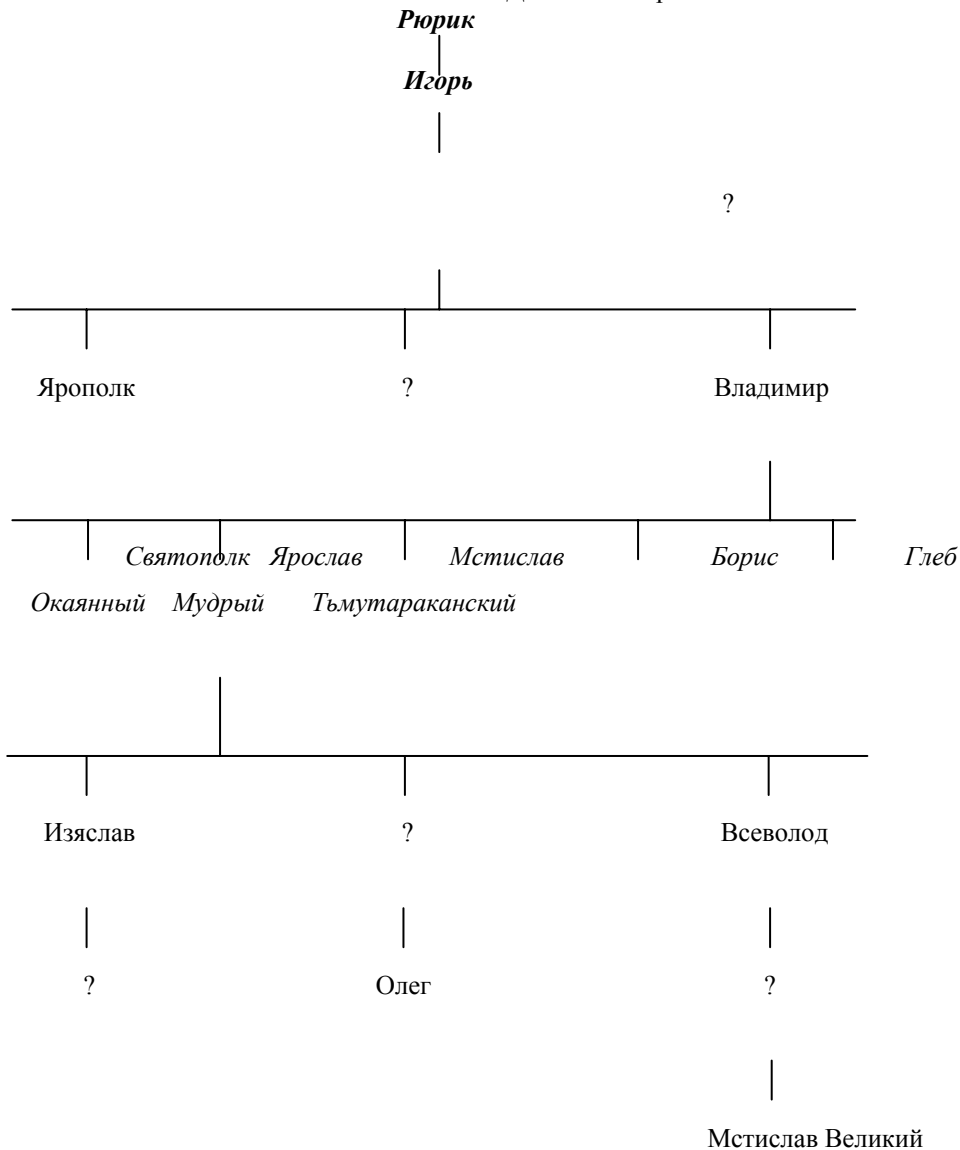 Рюрик
Игорь
?
Ярополк ? Владимир
Святополк Ярослав Мстислав Борис Глеб
Окаянный Мудрый Тьмутараканский
Изяслав ? Всеволод
? Олег ?
Мстислав Великий